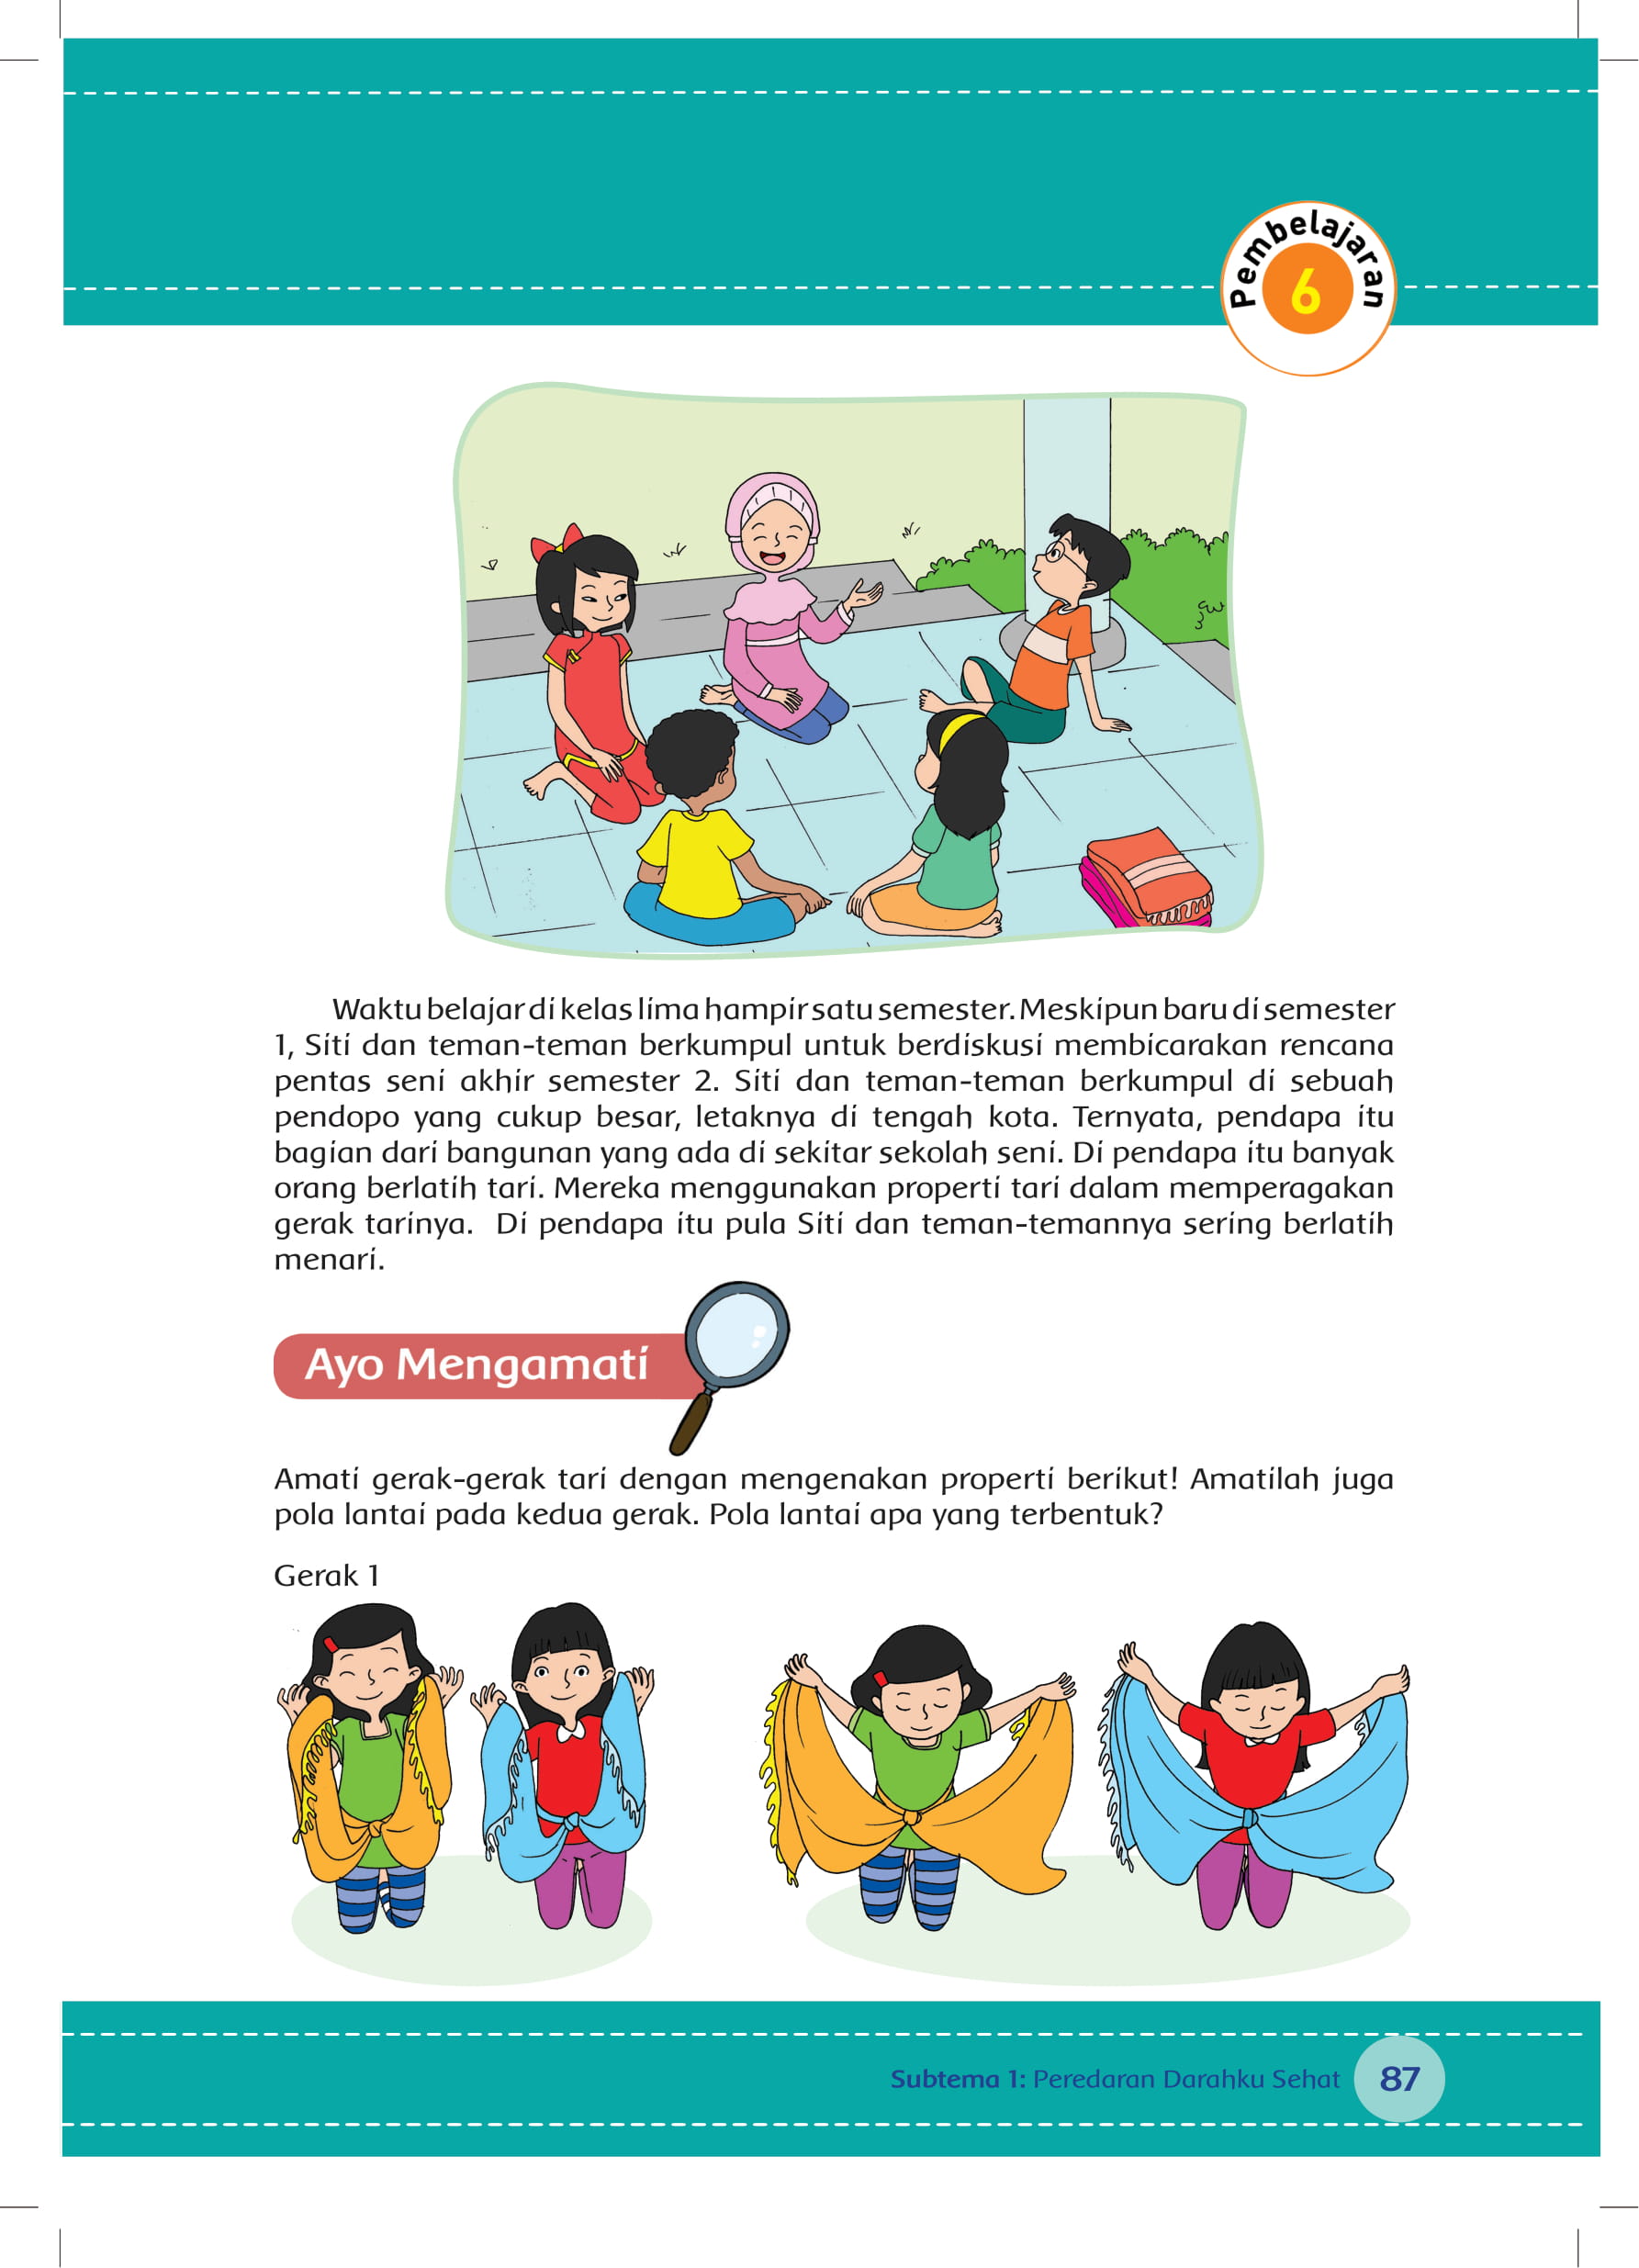 Pembelajaran
6
Waktu belajar di kelas lima hampir satu semester. Meskipun baru di semester
1, Siti dan teman-teman berkumpul untuk berdiskusi membicarakan rencana
pentas seni akhir semester 2. Siti dan teman-teman berkumpul di sebuah
pendopo yang cukup besar, letaknya di tengah kota. Ternyata, pendapa itu
bagian dari bangunan yang ada di sekitar sekolah seni. Di pendapa itu banyak
orang berlatih tari. Mereka menggunakan properti tari dalam memperagakan
gerak tarinya. Di pendapa itu pula Siti dan teman-temannya sering berlatih
menari.
Ayo Mengamati
Amati gerak-gerak tari dengan mengenakan properti berikut! Amatilah juga
pola lantai pada kedua gerak. Pola lantai apa yang terbentuk?
Gerak 1
Subtema 1: Peredaran Darahku Sehat
87